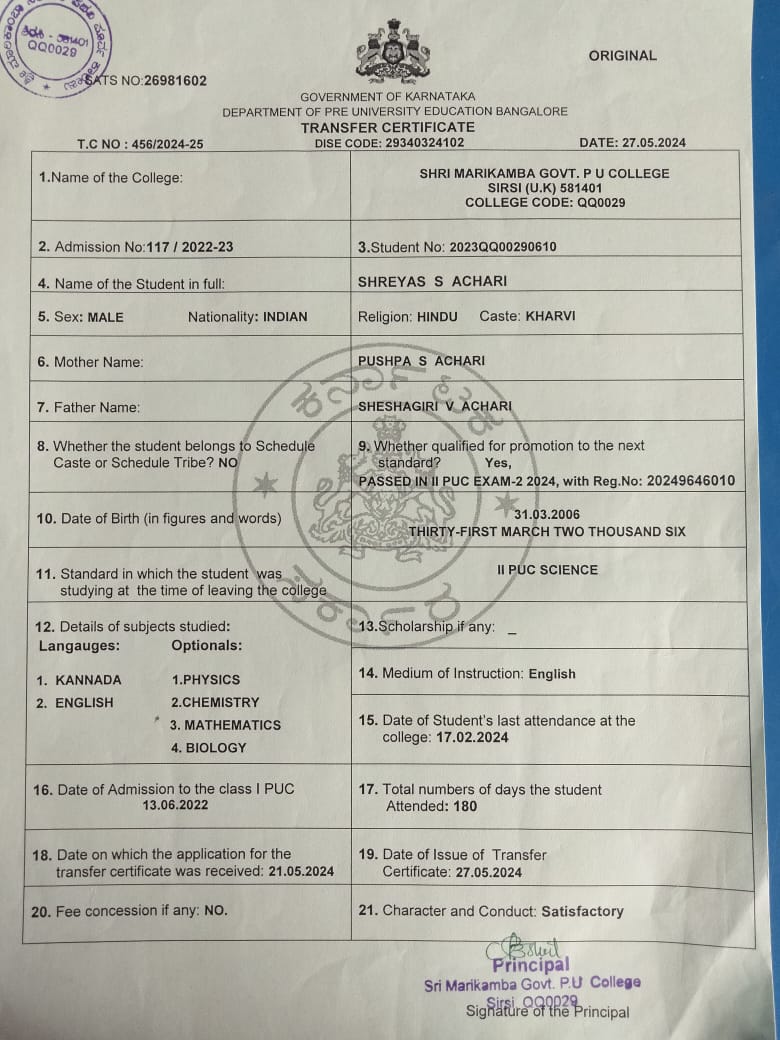 ಶಿರಸಿ - 581401
QQ0029
SATS NO:26981602
ORIGINAL
GOVERNMENT OF KARNATAKA
DEPARTMENT OF PRE UNIVERSITY EDUCATION BANGALORE
TRANSFER CERTIFICATE
T.C NO : 456/2024-25 DISE CODE: 29340324102 DATE: 27.05.2024
1.Name of the College:
SHRI MARIKAMBA GOVT. P U COLLEGE
SIRSI (U.K) 581401
COLLEGE CODE: QQ0029
2. Admission No:117 / 2022-23
3.Student No: 2023QQ00290610
4. Name of the Student in full:
SHREYAS S ACHARI
5. Sex: MALE Nationality: INDIAN
Religion: HINDU Caste: KHARVI
6. Mother Name:
PUSHPA S ACHARI
7. Father Name:
SHESHAGIRI V ACHARI
8. Whether the student belongs to Schedule
Caste or Schedule Tribe? NO
9. Whether qualified for promotion to the next
standard? Yes,
PASSED IN II PUC EXAM-2 2024, with Reg.No: 20249646010
10. Date of Birth (in figures and words)
31.03.2006
THIRTY-FIRST MARCH TWO THOUSAND SIX
11. Standard in which the student was
studying at the time of leaving the college
II PUC SCIENCE
12. Details of subjects studied:
Langauges: Optionals:
1. KANNADA 1.PHYSICS
2. ENGLISH 2.CHEMISTRY
3. MATHEMATICS
4. BIOLOGY
13.Scholarship if any: _
14. Medium of Instruction: English
15. Date of Student's last attendance at the
college: 17.02.2024
16. Date of Admission to the class I PUC
13.06.2022
17. Total numbers of days the student
Attended: 180
18. Date on which the application for the
transfer certificate was received: 21.05.2024
19. Date of Issue of Transfer
Certificate: 27.05.2024
20. Fee concession if any: NO.
21. Character and Conduct: Satisfactory
Principal
Sri Marikamba Govt. P.U College
Sirsi QQ0029
Signature of the Principal